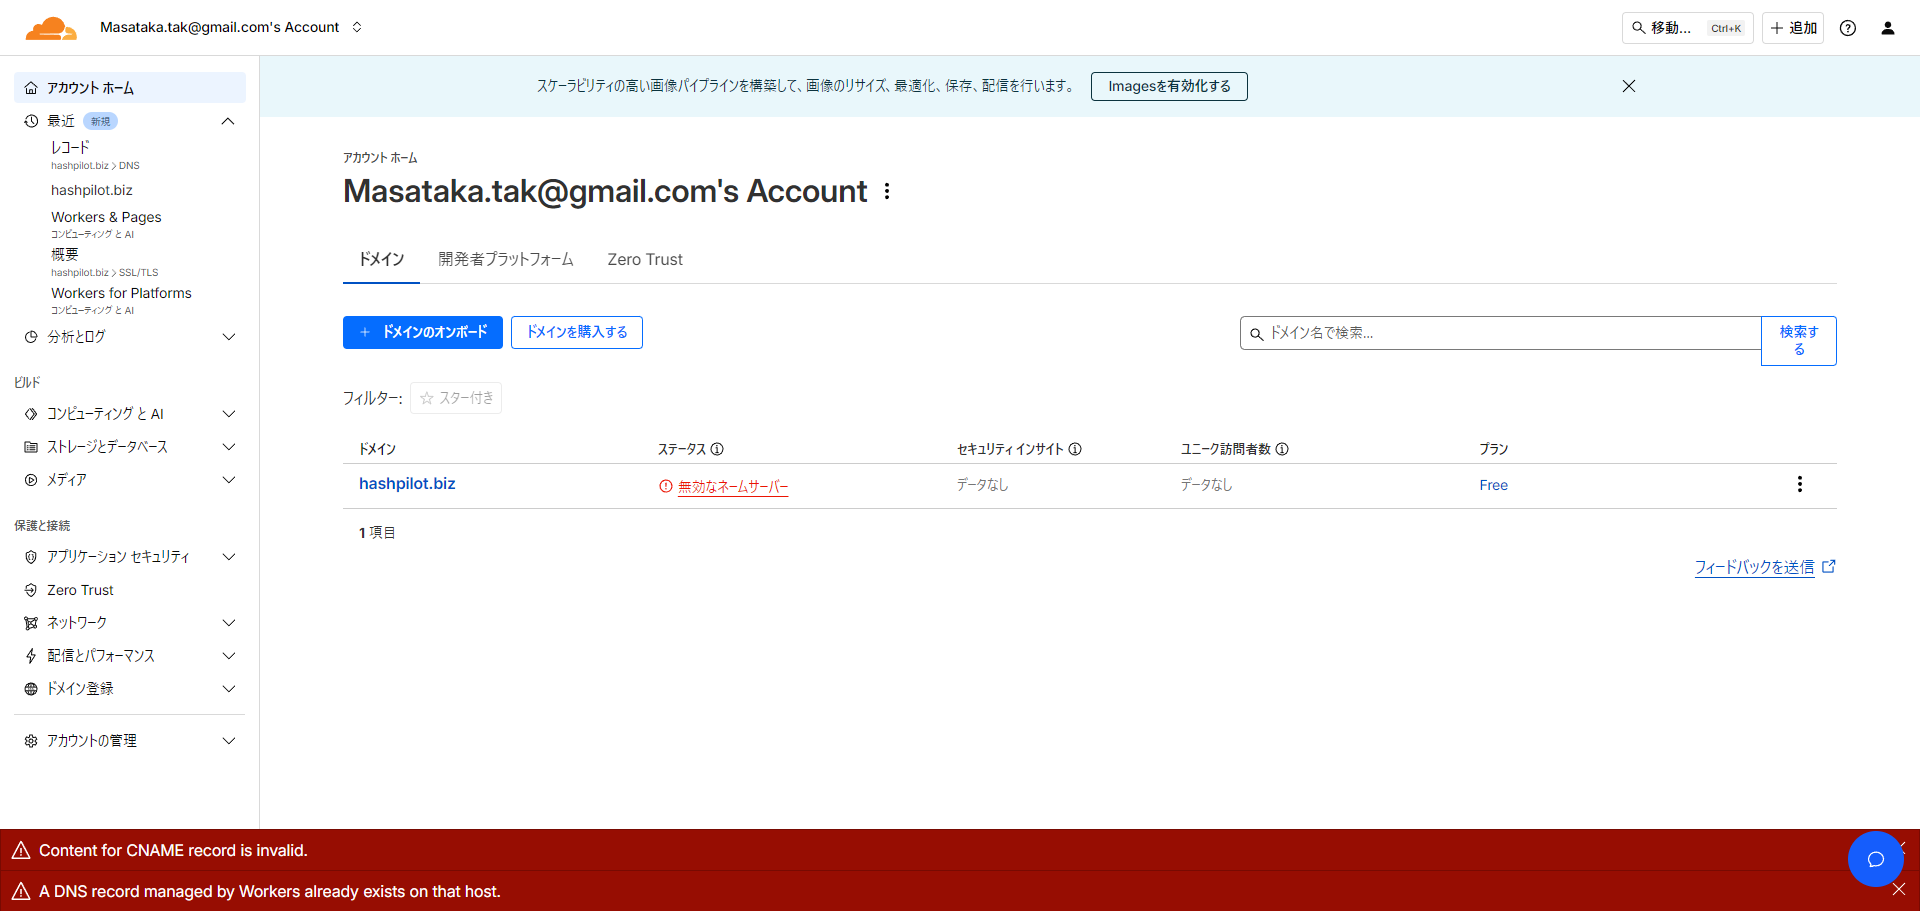 Masataka.tak@gmail.com's Account
移動...
Ctrl+K
追加
アカウント ホーム
最近 新規
レコード
hashpilot.biz > DNS
hashpilot.biz
Workers & Pages
コンピューティング と AI
概要
hashpilot.biz > SSL/TLS
Workers for Platforms
コンピューティング と AI
分析とログ
ビルド
コンピューティング と AI
ストレージとデータベース
メディア
保護と接続
アプリケーション セキュリティ
Zero Trust
ネットワーク
配信とパフォーマンス
ドメイン登録
アカウントの管理
スケーラビリティの高い画像パイプラインを構築して、画像のリサイズ、最適化、保存、配信を行います。
Imagesを有効化する
アカウント ホーム
Masataka.tak@gmail.com's Account
ドメイン
開発者プラットフォーム
Zero Trust
+ ドメインのオンボード
ドメインを購入する
ドメイン名で検索...
検索す
る
フィルター:
スター付き
ドメイン
ステータス
セキュリティ インサイト
ユニーク訪問者数
プラン
hashpilot.biz
無効なネームサーバー
データなし
データなし
Free
1 項目
フィードバックを送信
Content for CNAME record is invalid.
A DNS record managed by Workers already exists on that host.